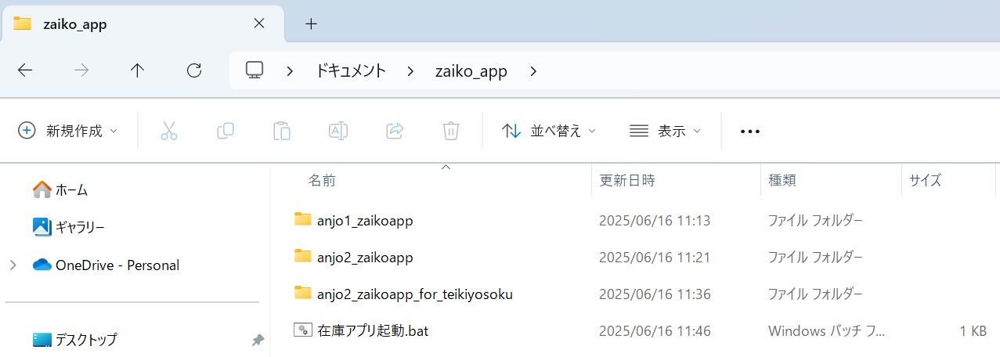 zaiko_app
ドキュメント zaiko_app
新規作成 並べ替え 表示
名前 更新日時 種類 サイズ
ホーム
ギャラリー
OneDrive - Personal
デスクトップ
anjo1_zaikoapp 2025/06/16 11:13 ファイル フォルダー
anjo2_zaikoapp 2025/06/16 11:21 ファイル フォルダー
anjo2_zaikoapp_for_teikiyosoku 2025/06/16 11:36 ファイル フォルダー
在庫アプリ起動.bat 2025/06/16 11:46 Windows バッチ フ... 1 KB